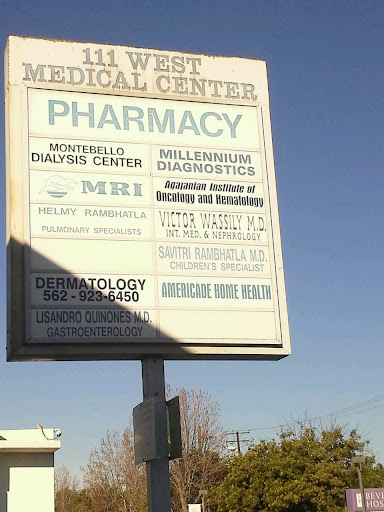 111 WEST
MEDICAL CENTER
PHARMACY
MONTEBELLO
DIALYSIS CENTER
MILLENNIUM
DIAGNOSTICS
MRI
Agajanian Institute of
Oncology and Hematology
HELMY RAMBHATLA
PULMONARY SPECIALISTS
VICTOR WASSILY M.D.
INT. MED. & NEPHROLOGY
SAVITRI RAMBHATLA M.D.
CHILDREN'S SPECIALIST
DERMATOLOGY
562-923-6450
AMERICADE HOME HEALTH
LISANDRO QUINONES M.D.
GASTROENTEROLOGY
BEVE
HOS